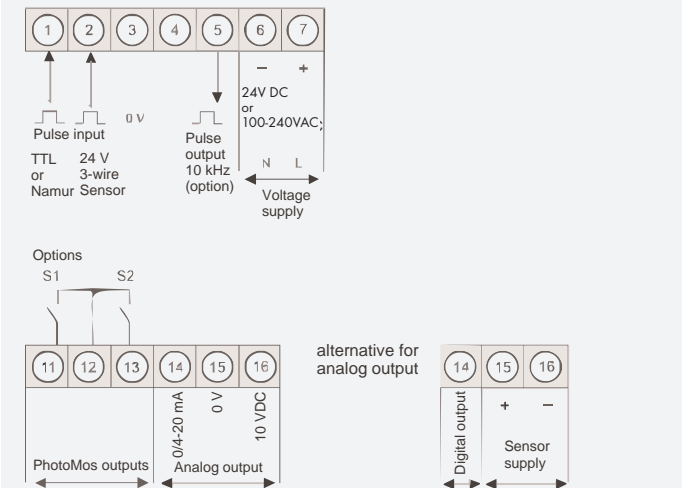 1 2 3 4 5 6 7
– +
24V DC
or
100-240VAC;
0 V
Pulse input
TTL
or
Namur
24 V
3-wire
Sensor
Pulse
output
10 kHz
(option)
N L
Voltage
supply
Options
S1 S2
11 12 13 14 15 16
0/4-20 mA
0 V
10 VDC
PhotoMos outputs
Analog output
alternative for
analog output
14 15 16
Digital output
+ –
Sensor
supply